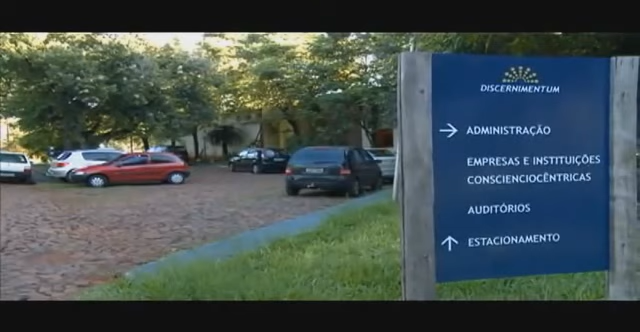 DISCERNIMENTUM
ADMINISTRAÇÃO
EMPRESAS E INSTITUIÇÕES
CONSCIENCIOCÊNTRICAS
AUDITÓRIOS
ESTACIONAMENTO